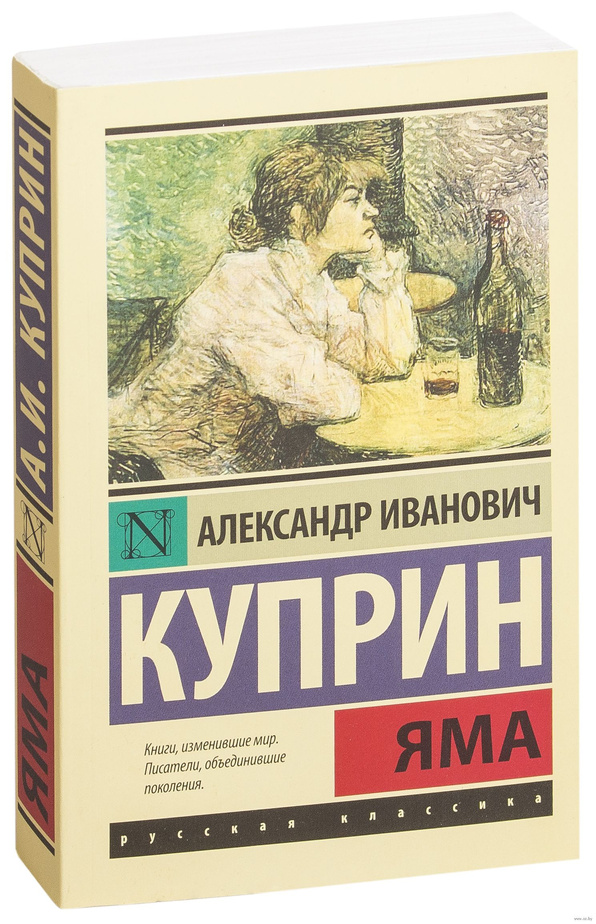 А. И. КУПРИН
N
ЯМА
N
АЛЕКСАНДР ИВАНОВИЧ
КУПРИН
ЯМА
Книги, изменившие мир.
Писатели, объединившие
поколения.
русская классика